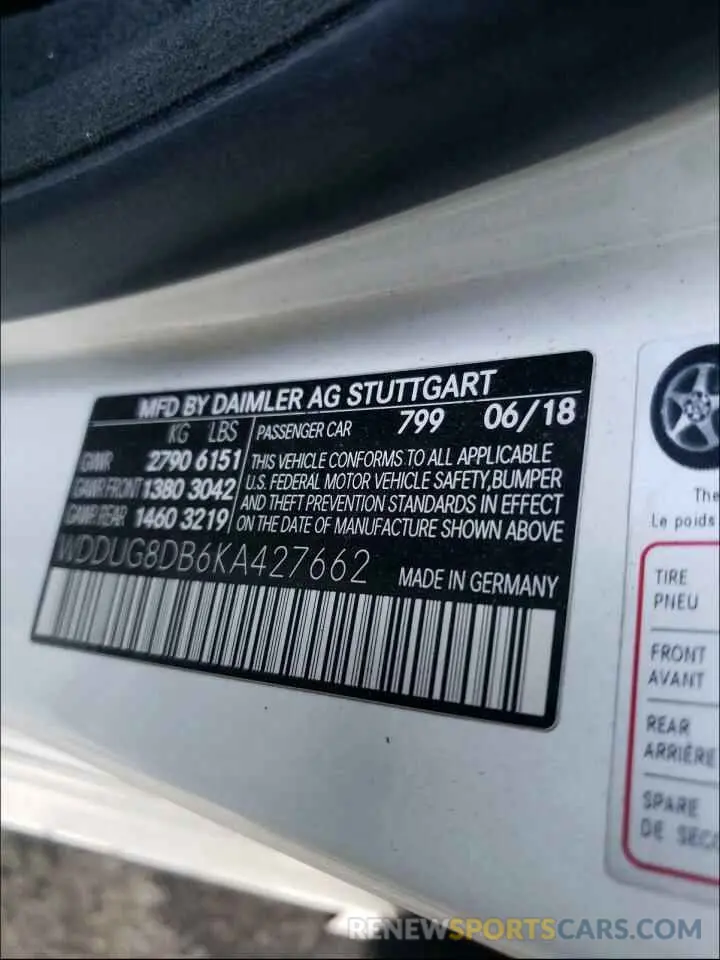 MFD BY DAIMLER AG STUTTGART
KG LBS
GWR 2790 6151
GAWR FRONT 1380 3042
GAWR REAR 1460 3219
PASSENGER CAR 799 06/18
THIS VEHICLE CONFORMS TO ALL APPLICABLE
U.S. FEDERAL MOTOR VEHICLE SAFETY, BUMPER
AND THEFT PREVENTION STANDARDS IN EFFECT
ON THE DATE OF MANUFACTURE SHOWN ABOVE
WDDUG8DB6KA427662
MADE IN GERMANY
The
Le poids
TIRE
PNEU
FRONT
AVANT
REAR
ARRIÈRE
SPARE
DE
RENEWSPORTSCARS.COM